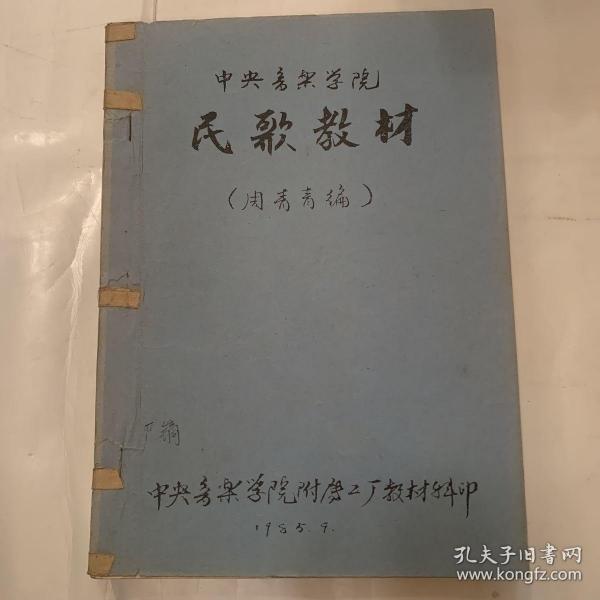 中央音乐学院
民歌教材
（周青青编）
中央音乐学院附属工厂教材科印
1985.9.
孔夫子旧书网
www.kongfz.com